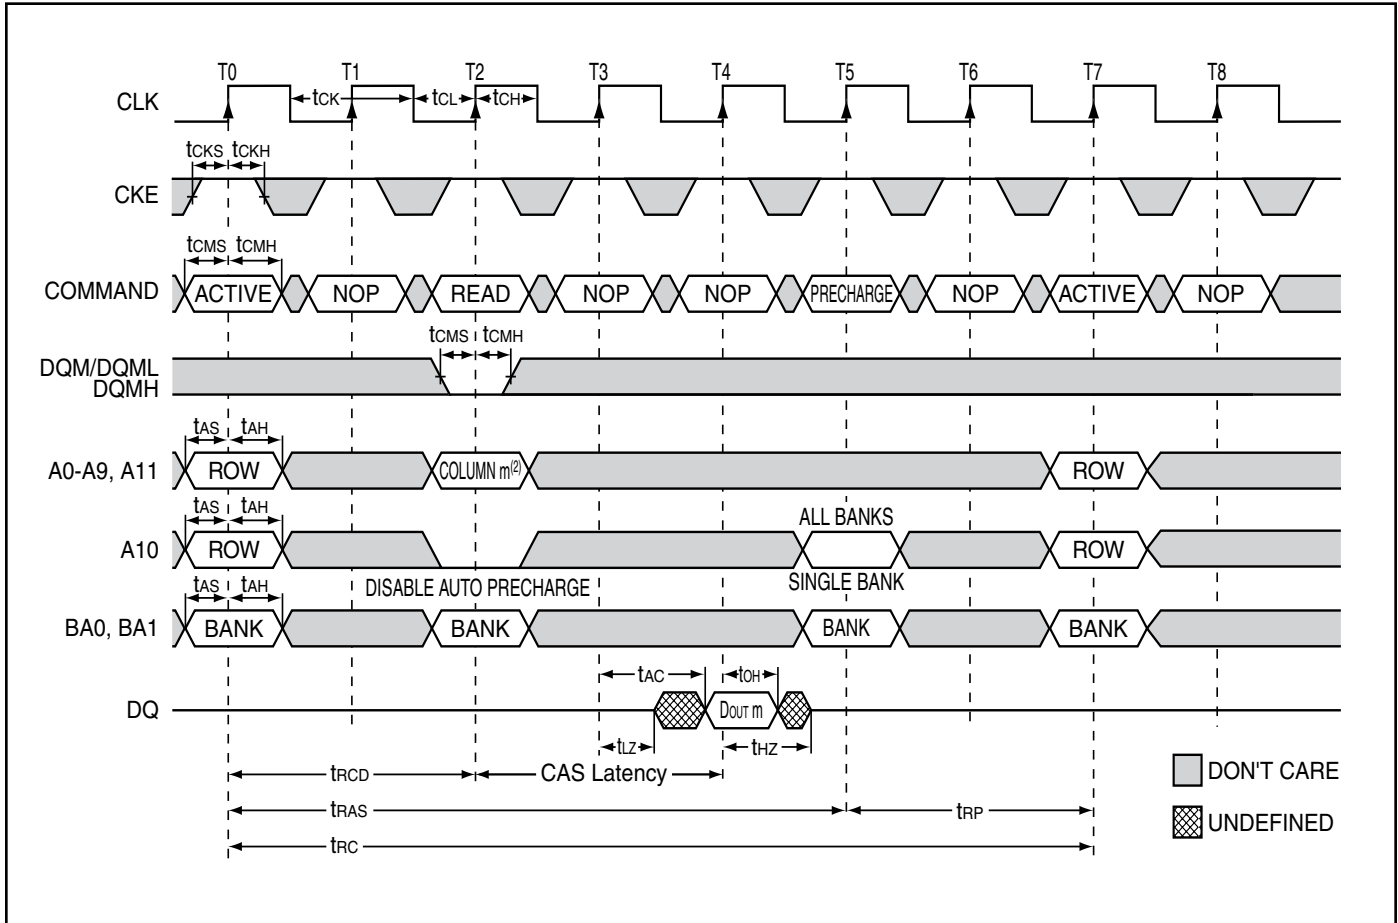 T0 T1 T2 T3 T4 T5 T6 T7 T8
CLK
tCK tCL tCH
tCKS tCKH
CKE
tCMS tCMH
COMMAND ACTIVE NOP READ NOP NOP PRECHARGE NOP ACTIVE NOP
tCMS tCMH
DQM/DQML
DQMH
tAS tAH
A0-A9, A11 ROW COLUMN m(2) ROW
tAS tAH ALL BANKS
A10 ROW ROW
DISABLE AUTO PRECHARGE SINGLE BANK
tAS tAH
BA0, BA1 BANK BANK BANK BANK
tAC tOH
DQ DOUT m
tLZ tHZ
tRCD CAS Latency
DON'T CARE
tRAS tRP
UNDEFINED
tRC